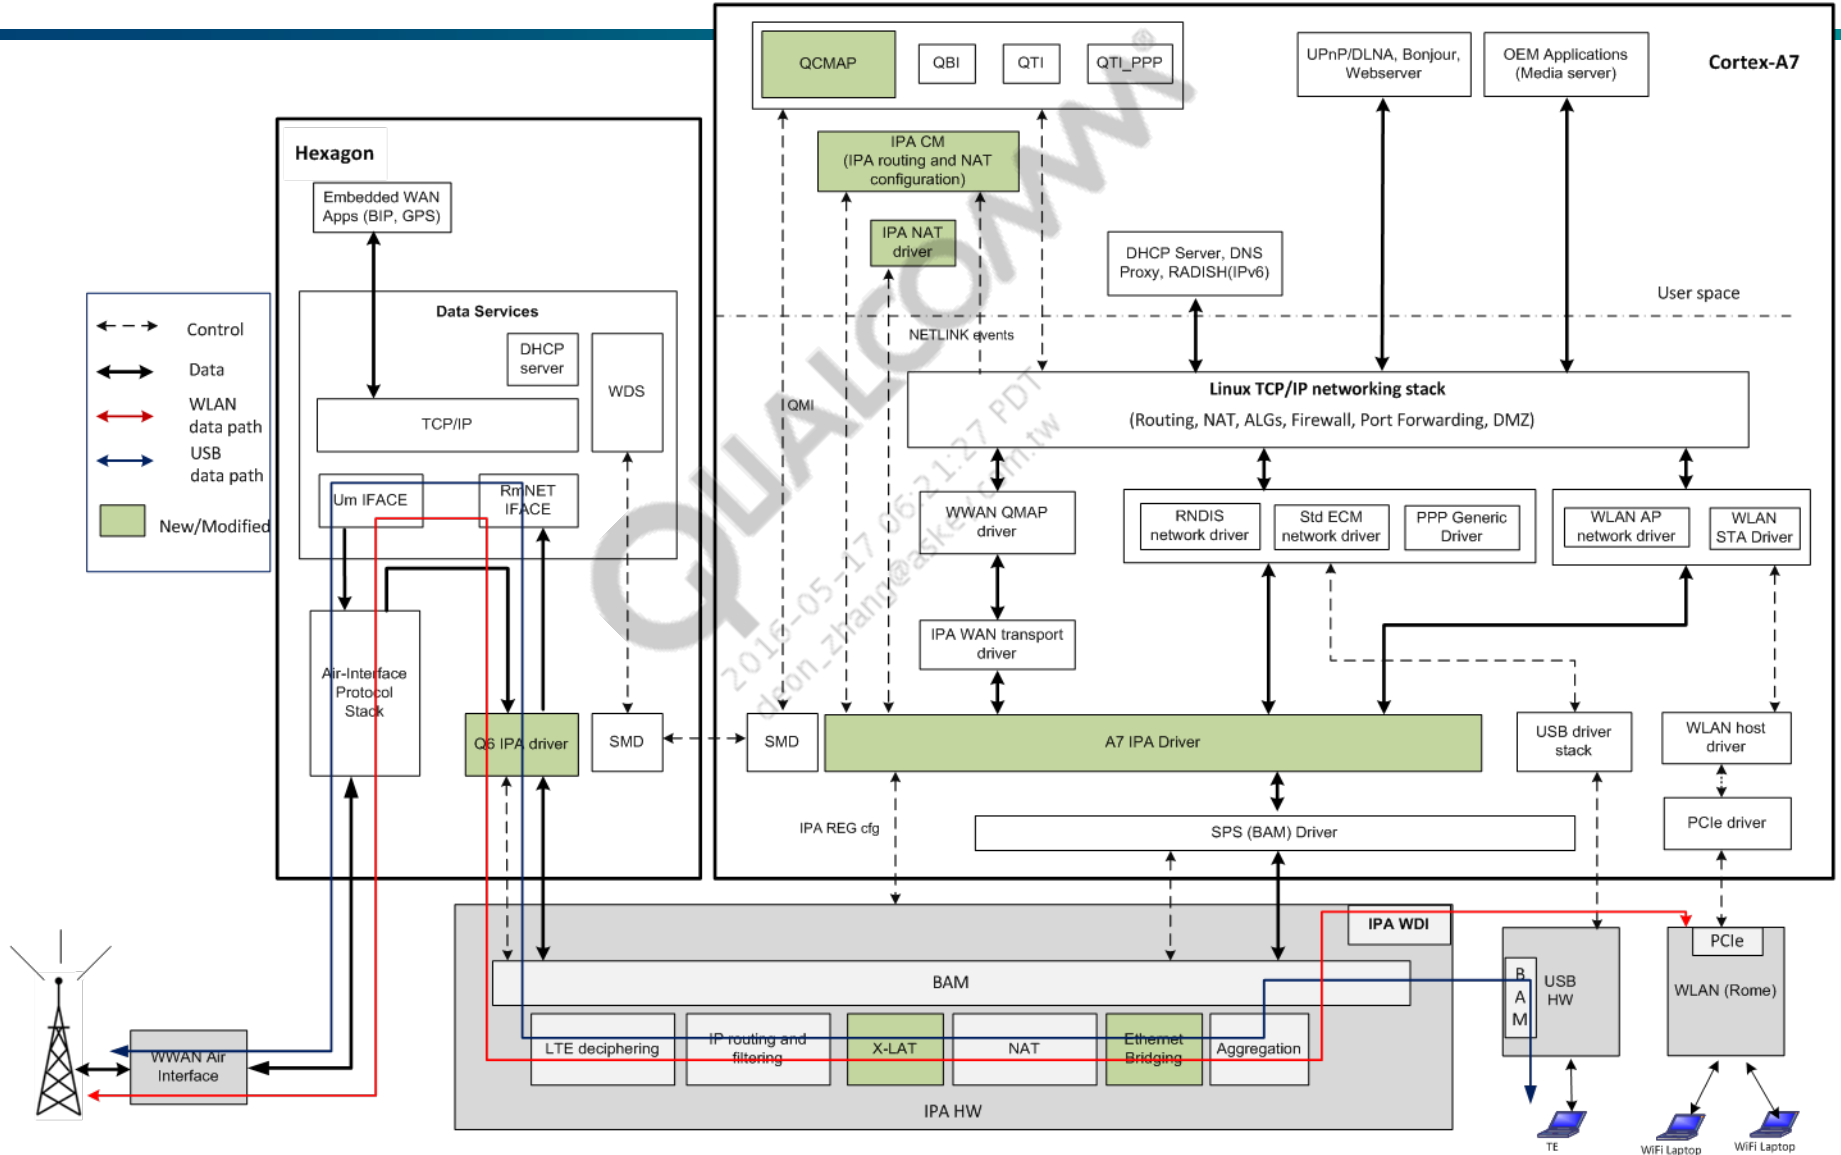 QCMAP
QBI
QTI
QTI_PPP
UPnP/DLNA, Bonjour,
Webserver
OEM Applications
(Media server)
Cortex-A7
IPA CM
(IPA routing and NAT
configuration)
IPA NAT
driver
DHCP Server, DNS
Proxy, RADISH(IPv6)
User space
NETLINK events
QMI
Linux TCP/IP networking stack
(Routing, NAT, ALGs, Firewall, Port Forwarding, DMZ)
WWAN QMAP
driver
RNDIS
network driver
Std ECM
network driver
PPP Generic
Driver
WLAN AP
network driver
WLAN
STA Driver
IPA WAN transport
driver
SMD
A7 IPA Driver
USB driver
stack
WLAN host
driver
IPA REG cfg
SPS (BAM) Driver
PCIe driver
Hexagon
Embedded WAN
Apps (BIP, GPS)
Data Services
DHCP
server
WDS
TCP/IP
Um IFACE
RmNET
IFACE
Air-Interface
Protocol
Stack
Q6 IPA driver
SMD
Control
Data
WLAN
data path
USB
data path
New/Modified
IPA WDI
BAM
LTE deciphering
IP routing and
filtering
X-LAT
NAT
Ethernet
Bridging
Aggregation
IPA HW
WWAN Air
Interface
B
A
M
USB
HW
PCIe
WLAN (Rome)
TE
WiFi Laptop
WiFi Laptop
QUALCOMM®
2016-05-17 06:21:27 PDT
deon_zhang@askey.com.tw